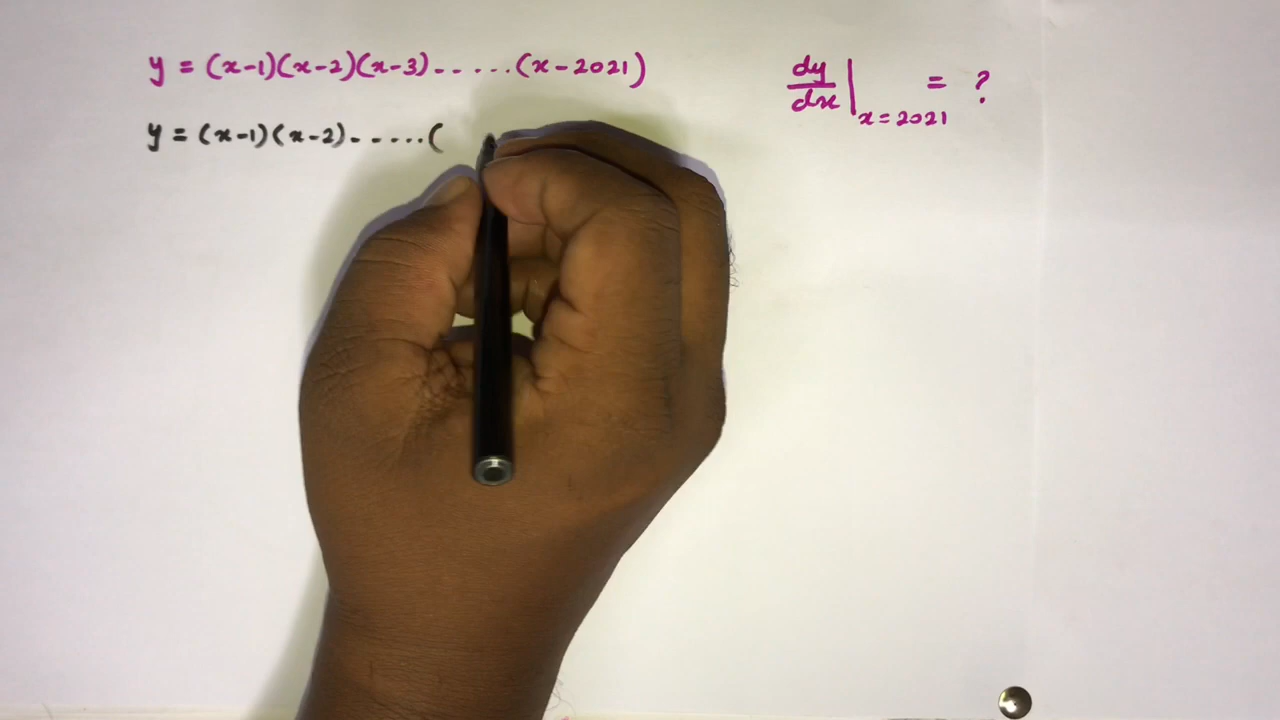 y = (x-1)(x-2)(x-3)- - . . . . .(x-2021)
dy/dx | x=2021 = ?
y = (x-1)(x-2)- - . . . . .(